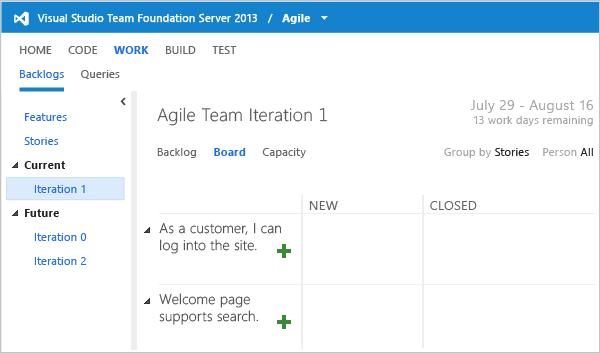 Visual Studio Team Foundation Server 2013 / Agile
HOME CODE WORK BUILD TEST
Backlogs Queries
Features
Stories
Current
Iteration 1
Future
Iteration 0
Iteration 2
Agile Team Iteration 1
July 29 - August 16
13 work days remaining
Backlog Board Capacity
Group by Stories Person All
NEW CLOSED
As a customer, I can
log into the site.
Welcome page
supports search.